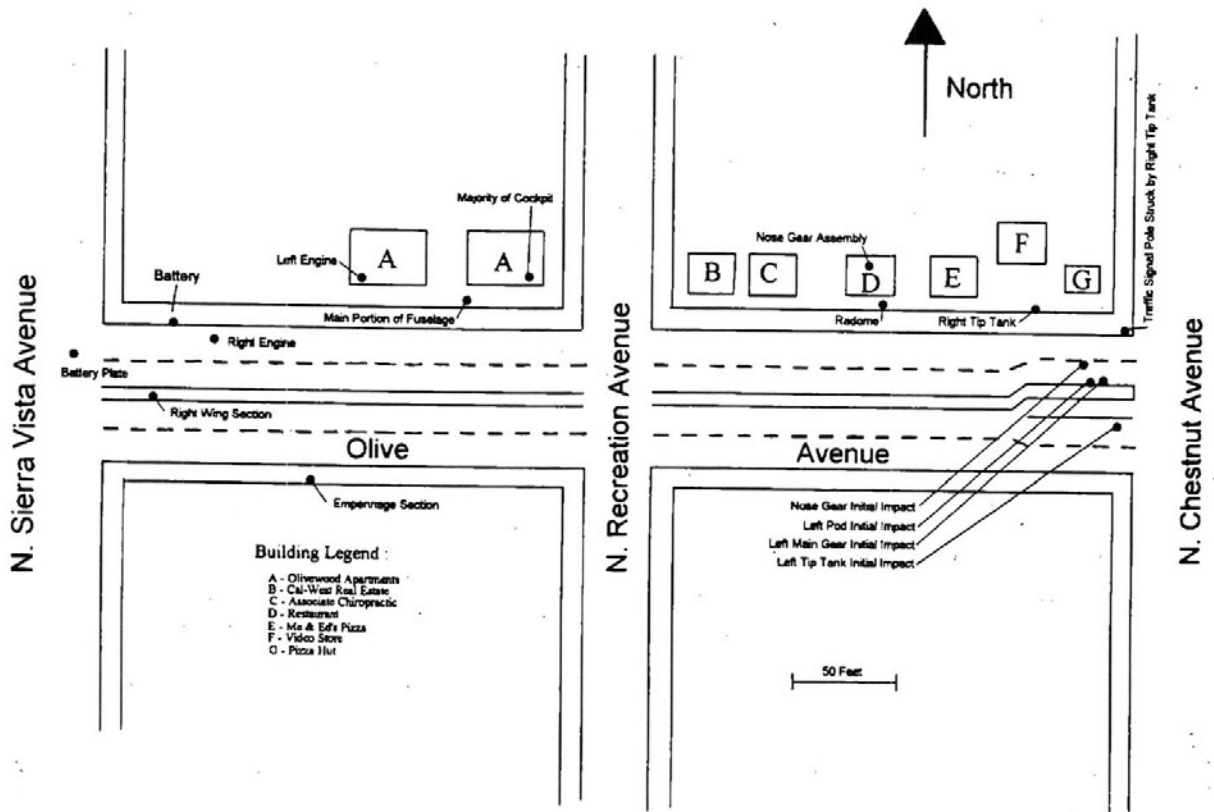 North
Traffic Signal Pole Struck by Right Tip Tank
Majority of Cockpit
Nose Gear Assembly
F
Left Engine
A
A
B
C
D
E
G
Battery
Main Portion of Fuselage
Radome
Right Tip Tank
Right Engine
Battery Plate
Right Wing Section
N. Sierra Vista Avenue
N. Recreation Avenue
N. Chestnut Avenue
Olive Avenue
Empennage Section
Nose Gear Initial Impact
Left Pod Initial Impact
Left Main Gear Initial Impact
Left Tip Tank Initial Impact
Building Legend :
A - Olivewood Apartments
B - Cal-West Real Estate
C - Associate Chiropractic
D - Restaurant
E - Me & Ed's Pizza
F - Video Store
G - Pizza Hut
50 Feet